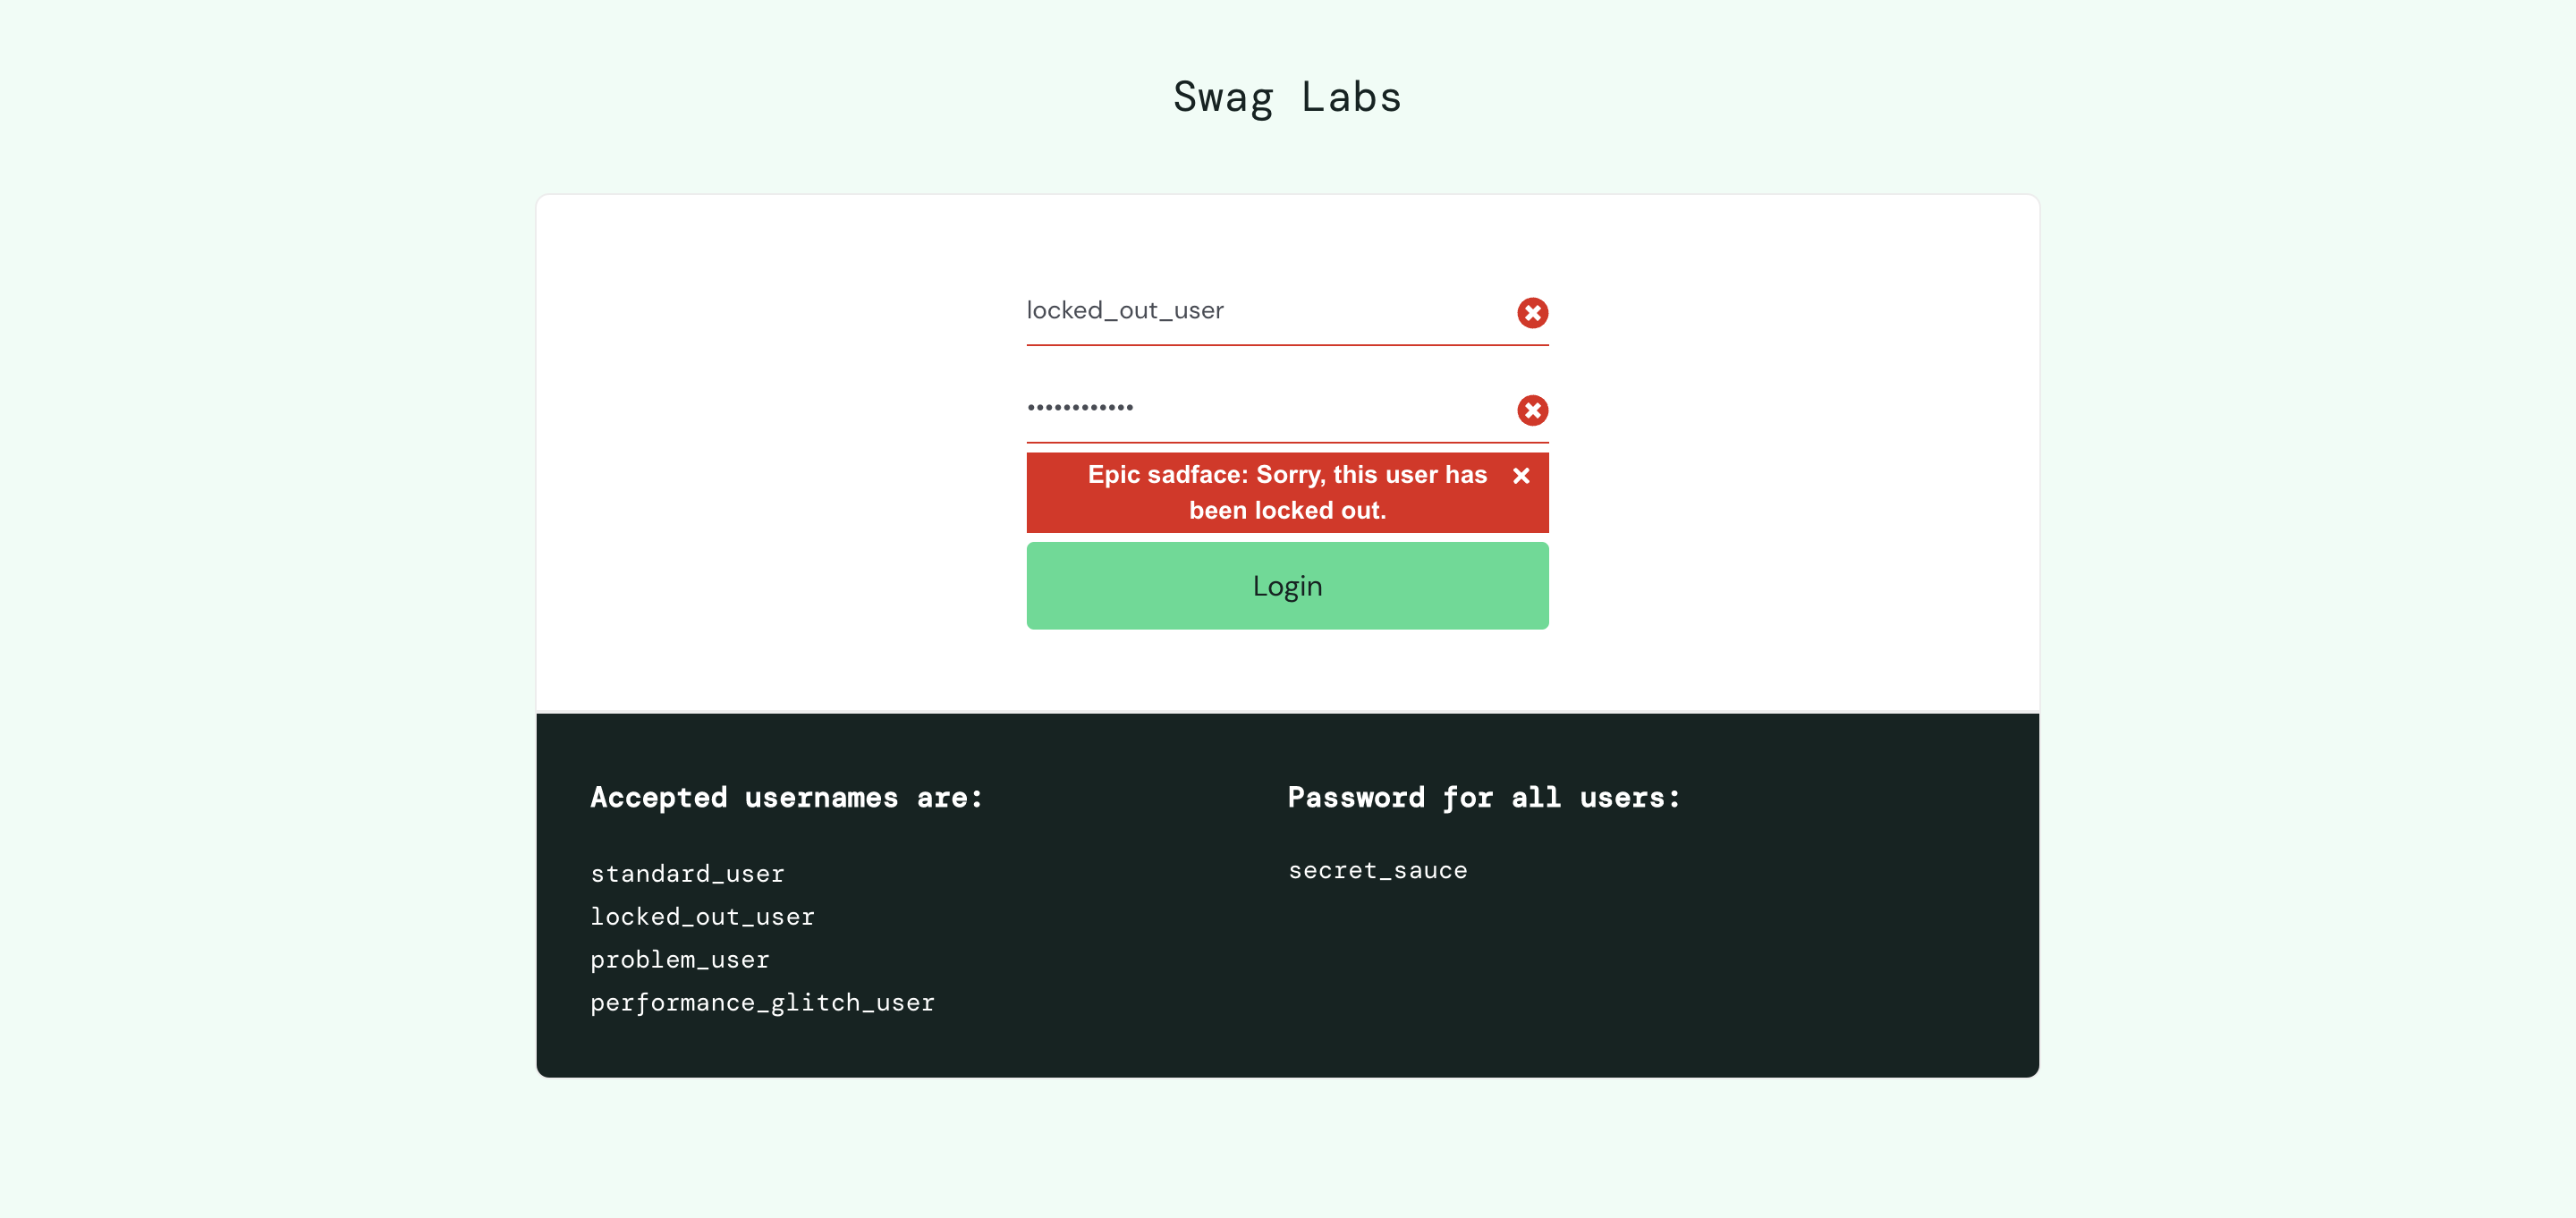 Swag Labs
locked_out_user
••••••••••••
Epic sadface: Sorry, this user has
been locked out.
Login
Accepted usernames are:
standard_user
locked_out_user
problem_user
performance_glitch_user
Password for all users:
secret_sauce